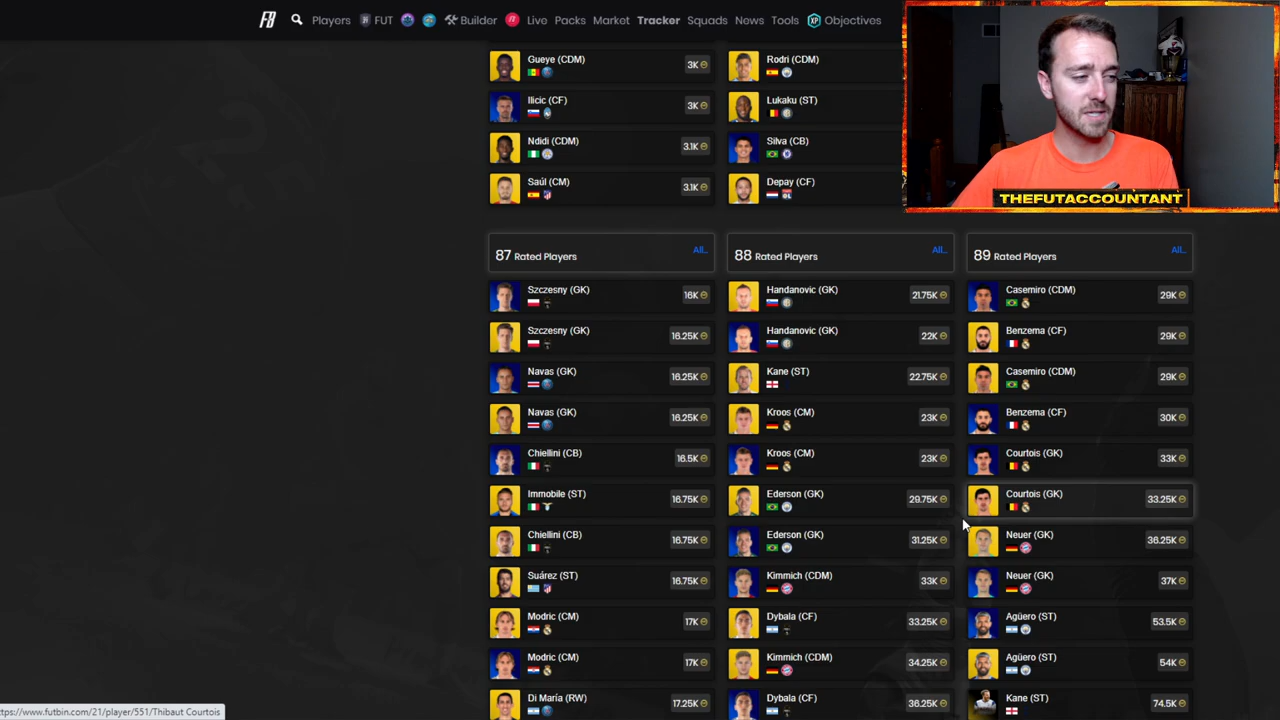 FB Players FUT Builder Live Packs Market Tracker Squads News Tools XP Objectives
Gueye (CDM) 3K
Rodri (CDM)
Ilicic (CF) 3K
Lukaku (ST)
Ndidi (CDM) 3.1K
Silva (CB)
Saúl (CM) 3.1K
Depay (CF)
THEFUTACCOUNTANT
87 Rated Players All..
88 Rated Players All..
89 Rated Players All..
Szczesny (GK) 16K
Handanovic (GK) 21.75K
Casemiro (CDM) 29K
Szczesny (GK) 16.25K
Handanovic (GK) 22K
Benzema (CF) 29K
Navas (GK) 16.25K
Kane (ST) 22.75K
Casemiro (CDM) 29K
Navas (GK) 16.25K
Kroos (CM) 23K
Benzema (CF) 30K
Chiellini (CB) 16.5K
Kroos (CM) 23K
Courtois (GK) 33K
Immobile (ST) 16.75K
Ederson (GK) 29.75K
Courtois (GK) 33.25K
Chiellini (CB) 16.75K
Ederson (GK) 31.25K
Neuer (GK) 36.25K
Suárez (ST) 16.75K
Kimmich (CDM) 33K
Neuer (GK) 37K
Modric (CM) 17K
Dybala (CF) 33.25K
Agüero (ST) 53.5K
Modric (CM) 17K
Kimmich (CDM) 34.25K
Agüero (ST) 54K
Di María (RW) 17.25K
Dybala (CF) 36.25K
Kane (ST) 74.5K
ttps://www.futbin.com/21/player/551/Thibaut Courtois